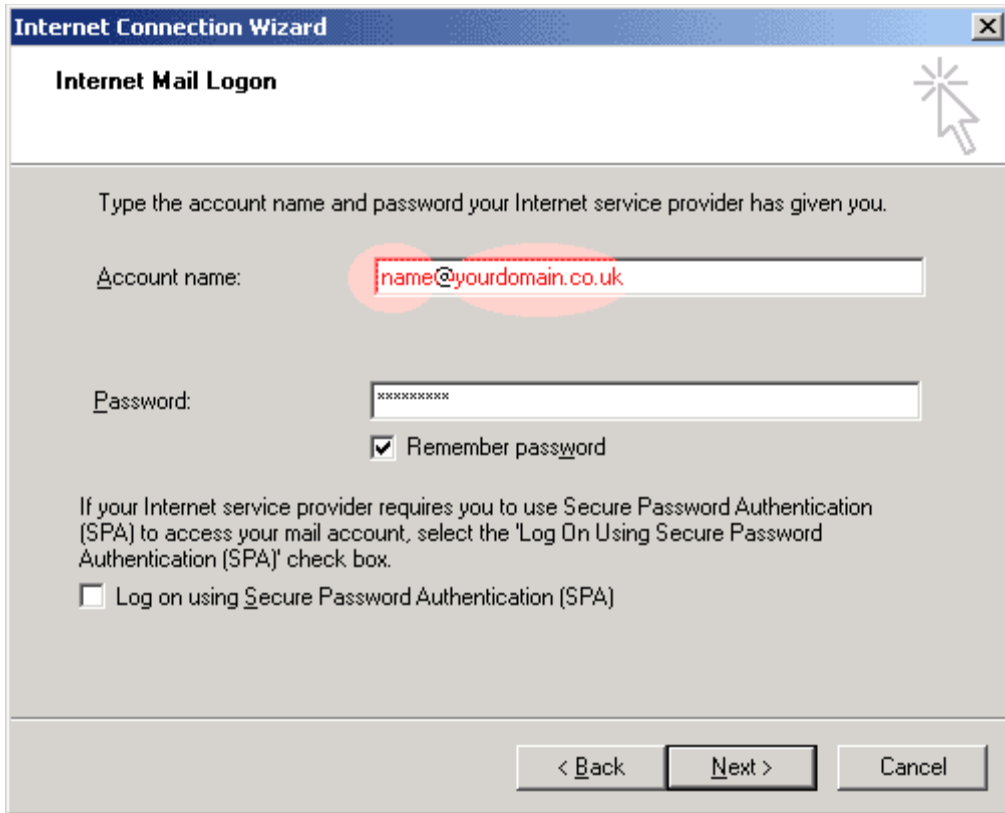 Internet Connection Wizard
Internet Mail Logon
Type the account name and password your Internet service provider has given you.
Account name: name@yourdomain.co.uk
Password: xxxxxxxxx
Remember password
If your Internet service provider requires you to use Secure Password Authentication
(SPA) to access your mail account, select the 'Log On Using Secure Password
Authentication (SPA)' check box.
Log on using Secure Password Authentication (SPA)
< Back Next > Cancel